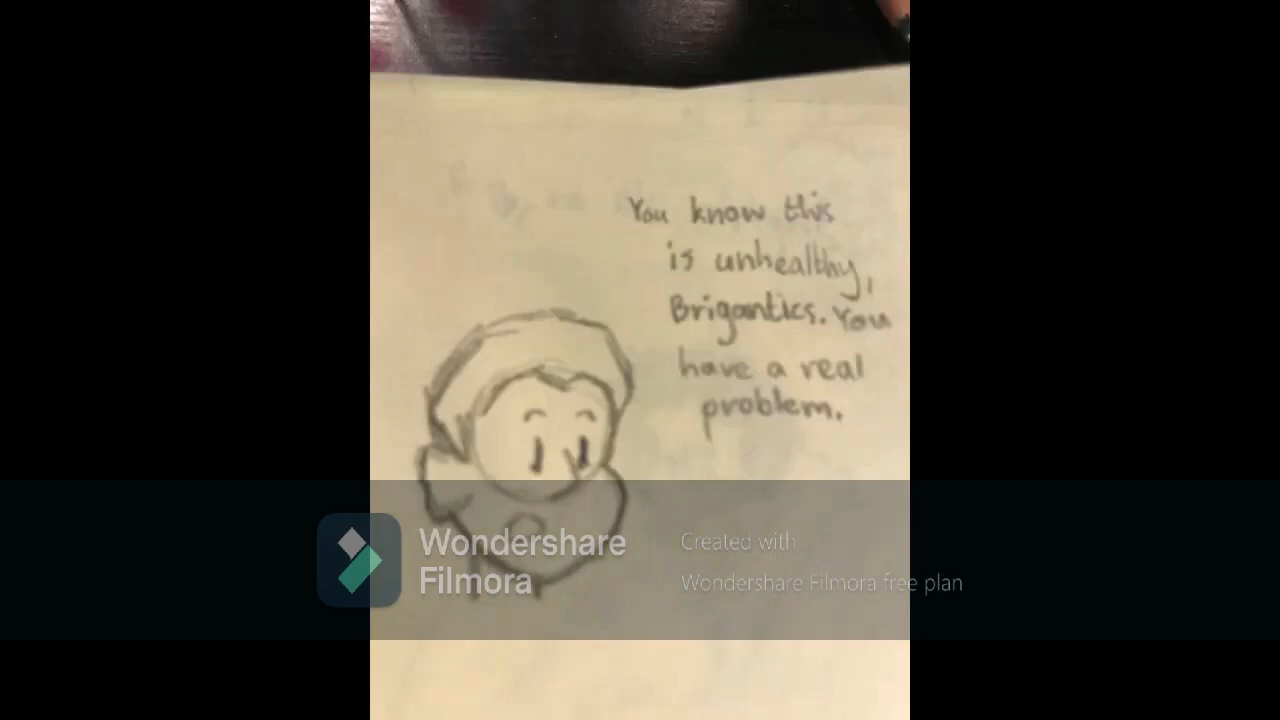 You know this
is unhealthy,
Brigantics. You
have a real
problem.
Wondershare
Filmora
Created with
Wondershare Filmora free plan